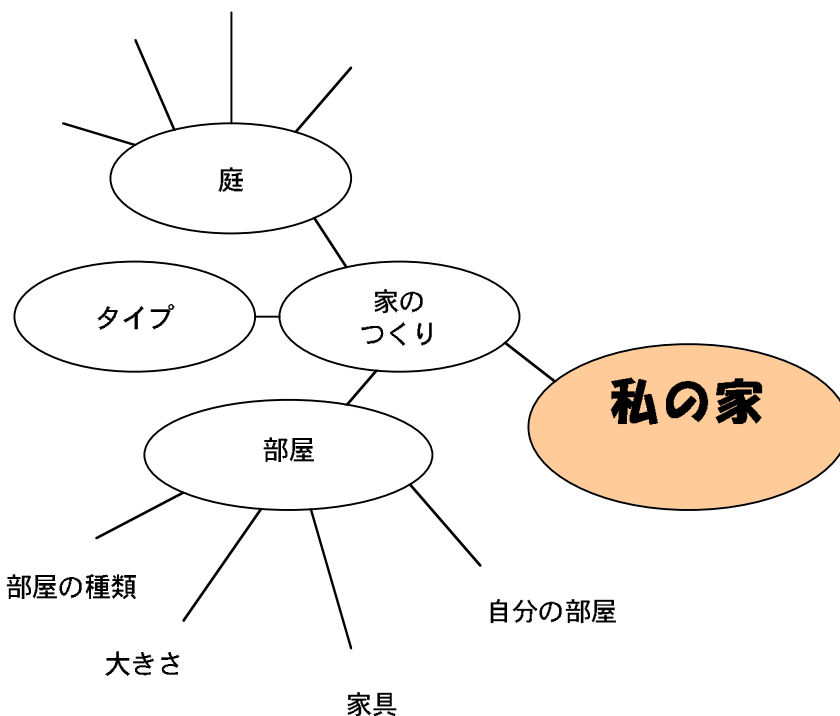 庭
タイプ
家の
つくり
私の家
部屋
部屋の種類
大きさ
家具
自分の部屋